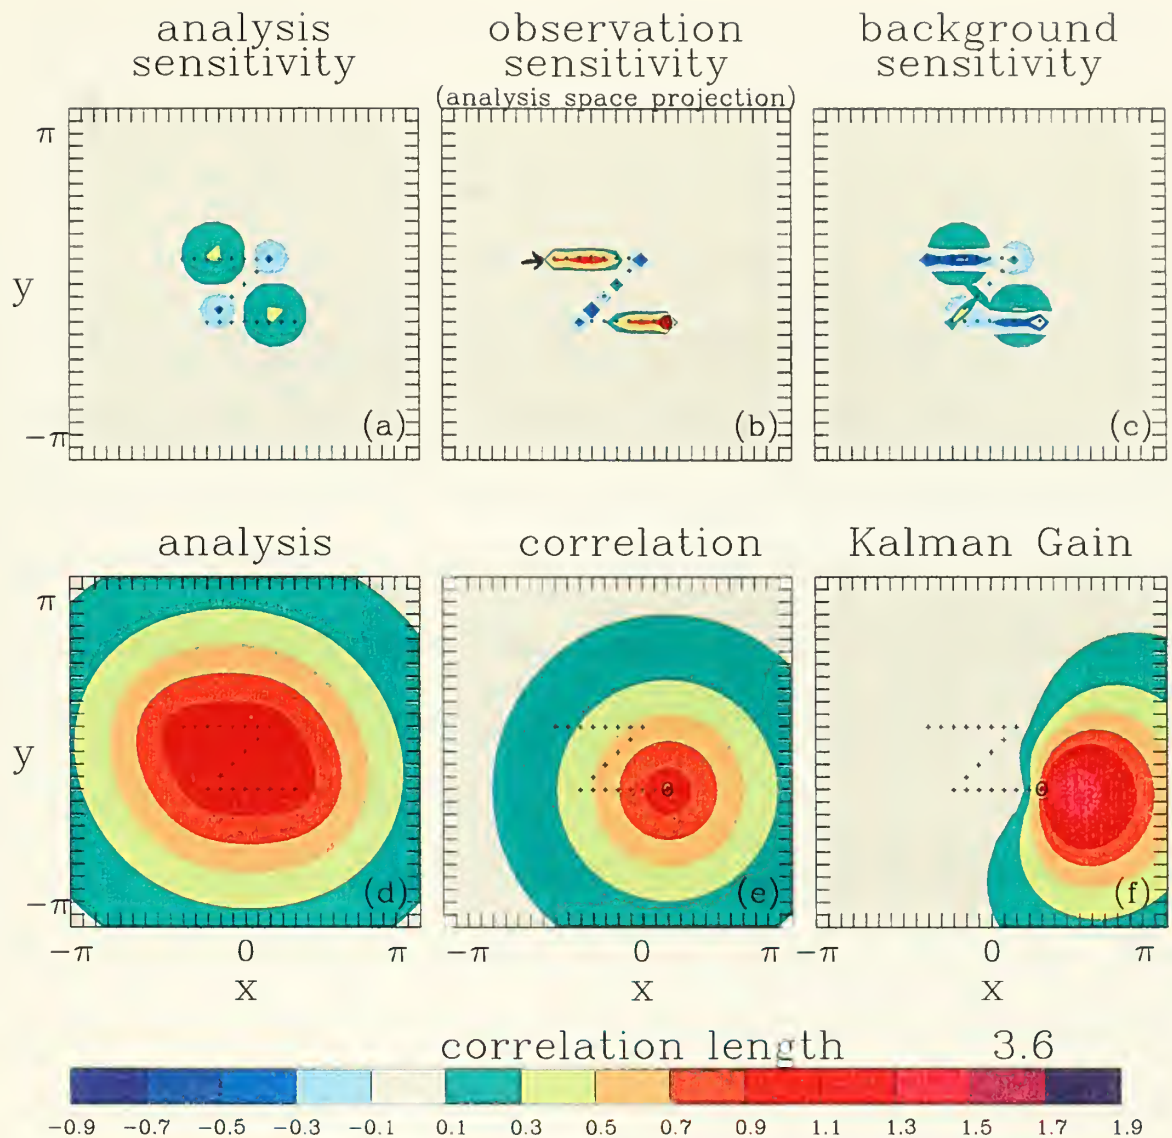 analysis sensitivity
observation sensitivity
(analysis space projection)
background sensitivity
π
y
−π
(a)
(b)
(c)
analysis
correlation
Kalman Gain
π
y
−π
(d)
(e)
(f)
0
0
−π 0 π
−π 0 π
−π 0 π
x
x
x
correlation length 3.6
−0.9 −0.7 −0.5 −0.3 −0.1 0.1 0.3 0.5 0.7 0.9 1.1 1.3 1.5 1.7 1.9